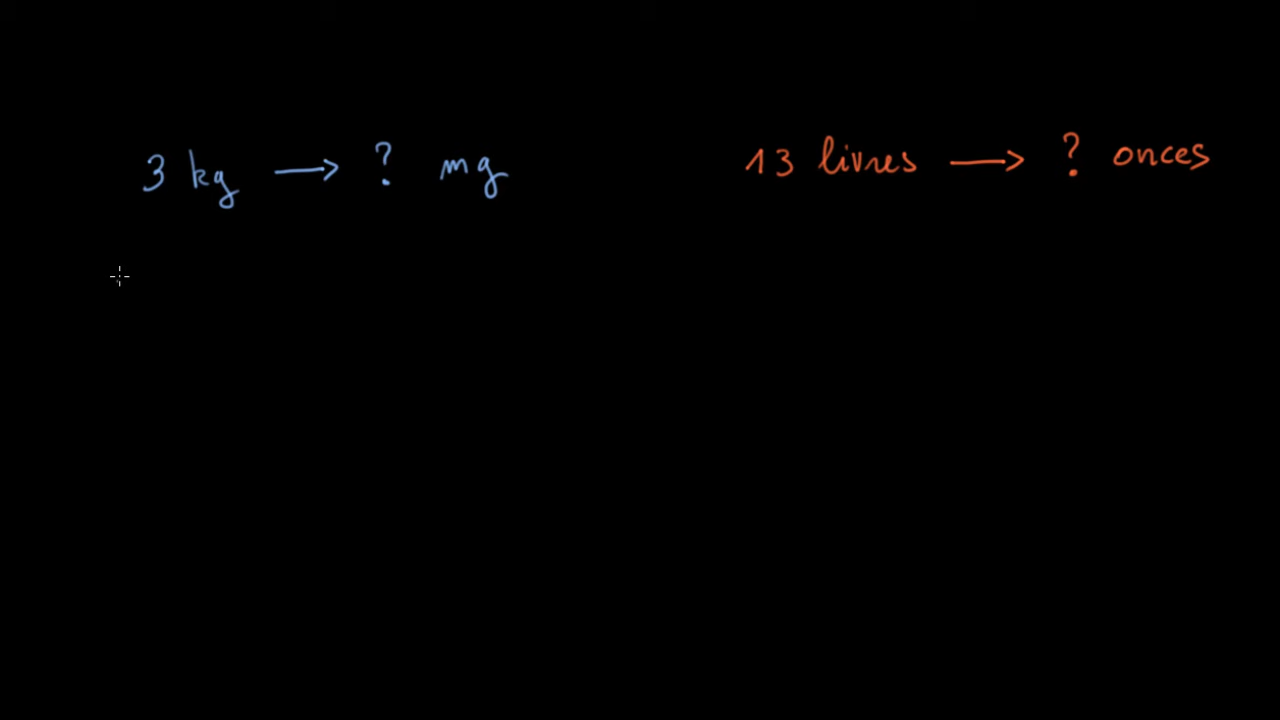 3 kg → ? mg
13 livres → ? onces